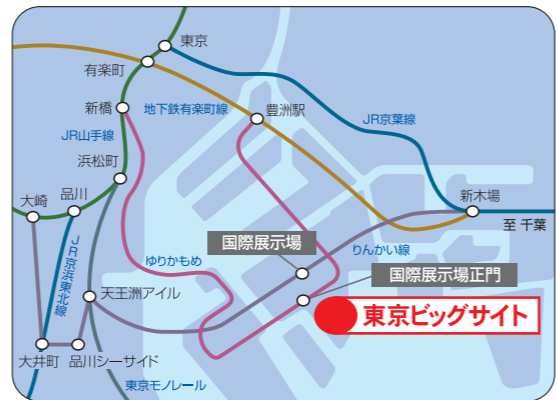 東京
有楽町
新橋
地下鉄有楽町線
豊洲駅
JR京葉線
JR山手線
浜松町
大崎
品川
新木場
至 千葉
国際展示場
ゆりかもめ
りんかい線
JR京浜東北線
国際展示場正門
天王洲アイル
東京ビッグサイト
大井町
品川シーサイド
東京モノレール